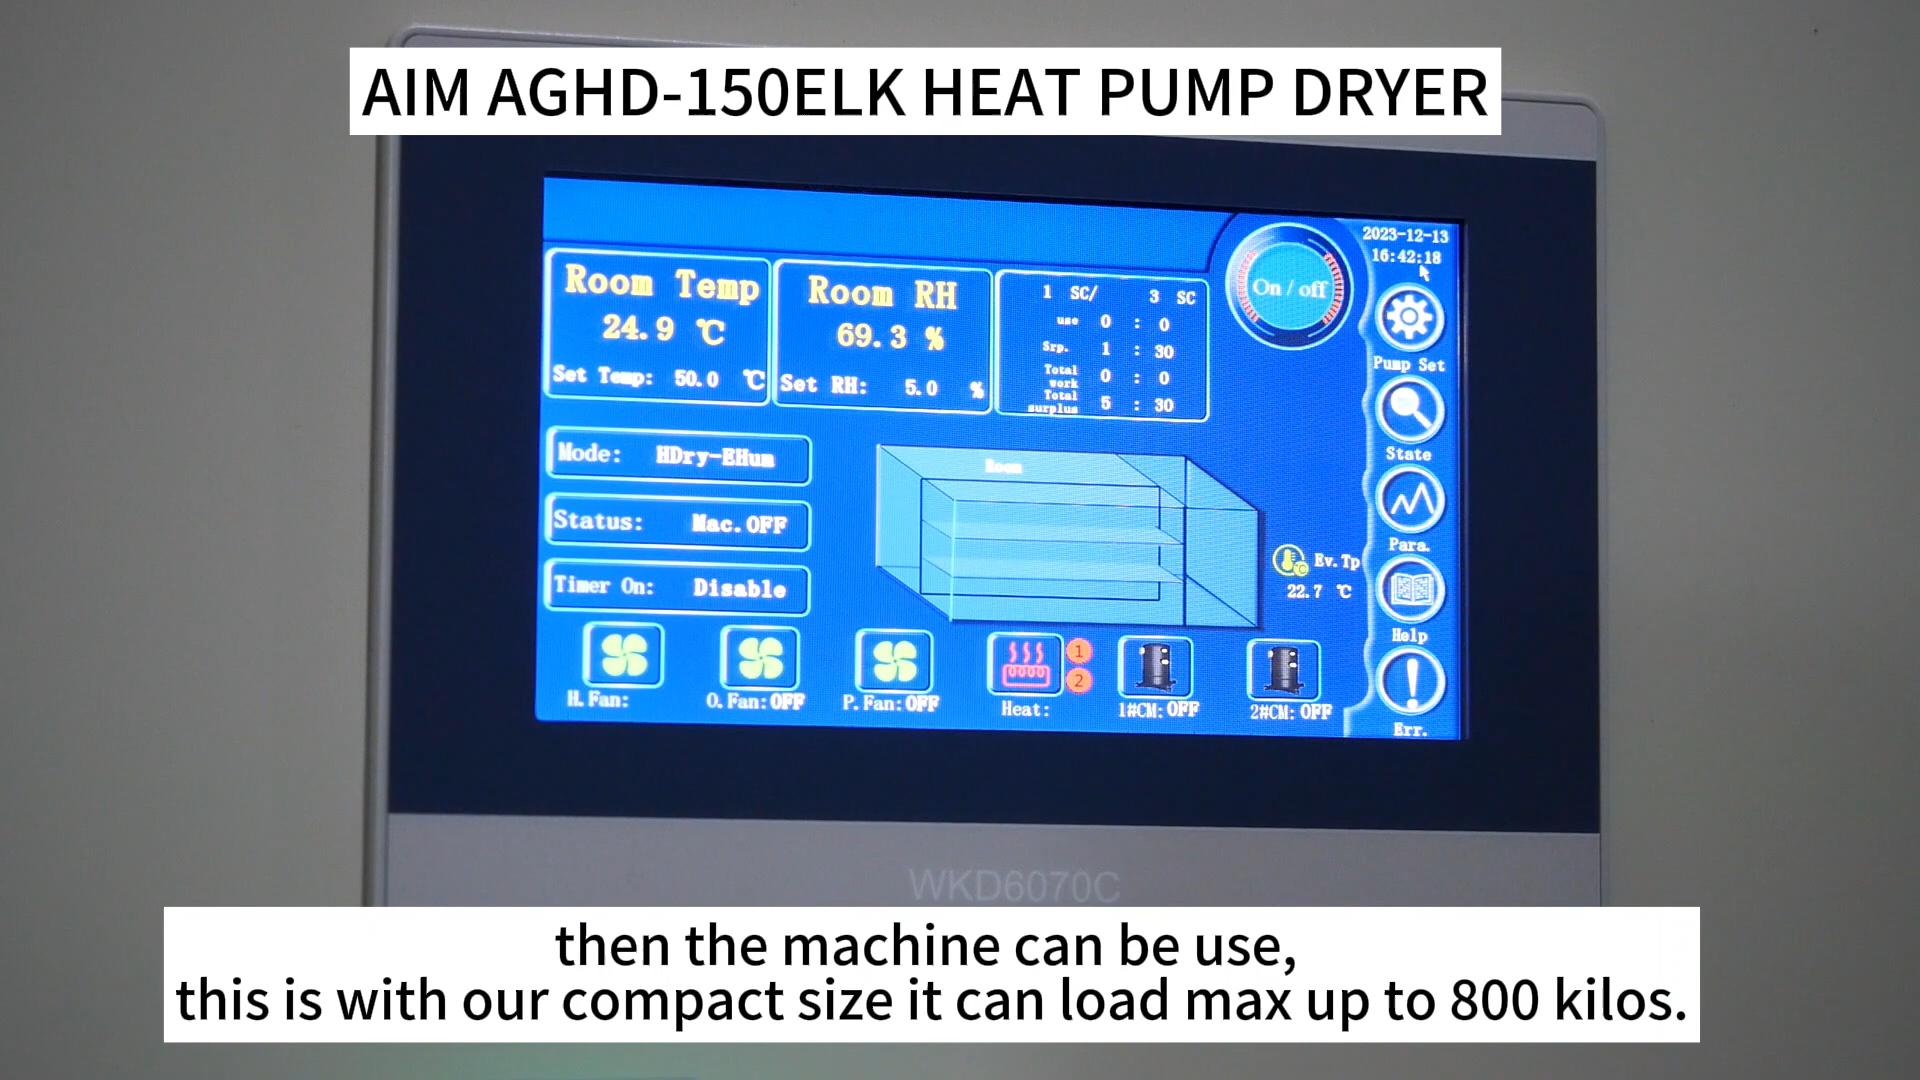 AIM AGHD-150ELK HEAT PUMP DRYER
2023-12-13
16:42:18
Room Temp
24.9 ℃
Set Temp: 50.0 ℃
Room RH
69.3 %
Set RH: 5.0 %
1 SC/ 3 SC
use 0 : 0
Srp. 1 : 30
Total work 0 : 0
Total surplus 5 : 30
On / off
Pump Set
State
Para.
Help
Err.
Mode: HDry-EHum
Status: Mac.OFF
Timer On: Disable
Room
Ev.Tp
22.7 ℃
H.Fan:
O.Fan:OFF
P.Fan:OFF
Heat:
1
2
1#CM:OFF
2#CM:OFF
WKD6070C
then the machine can be use,
this is with our compact size it can load max up to 800 kilos.